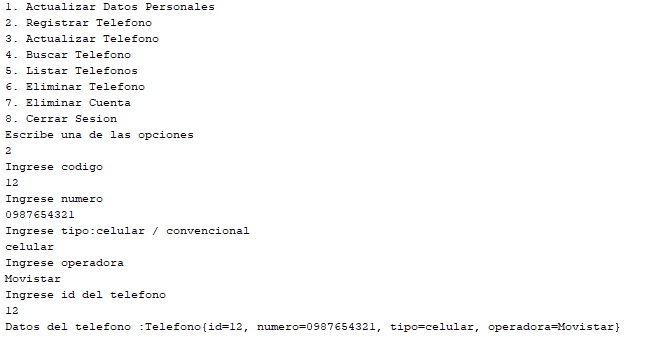 1. Actualizar Datos Personales
2. Registrar Telefono
3. Actualizar Telefono
4. Buscar Telefono
5. Listar Telefonos
6. Eliminar Telefono
7. Eliminar Cuenta
8. Cerrar Sesion
Escribe una de las opciones
2
Ingrese codigo
12
Ingrese numero
0987654321
Ingrese tipo:celular / convencional
celular
Ingrese operadora
Movistar
Ingrese id del telefono
12
Datos del telefono :Telefono{id=12, numero=0987654321, tipo=celular, operadora=Movistar}